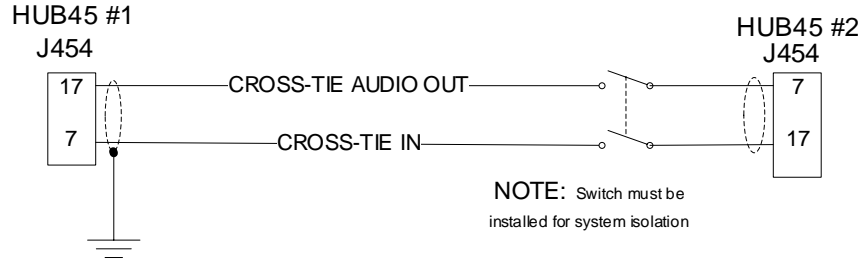 HUB45 #1
J454
HUB45 #2
J454
17
CROSS-TIE AUDIO OUT
7
7
CROSS-TIE IN
17
NOTE: Switch must be
installed for system isolation